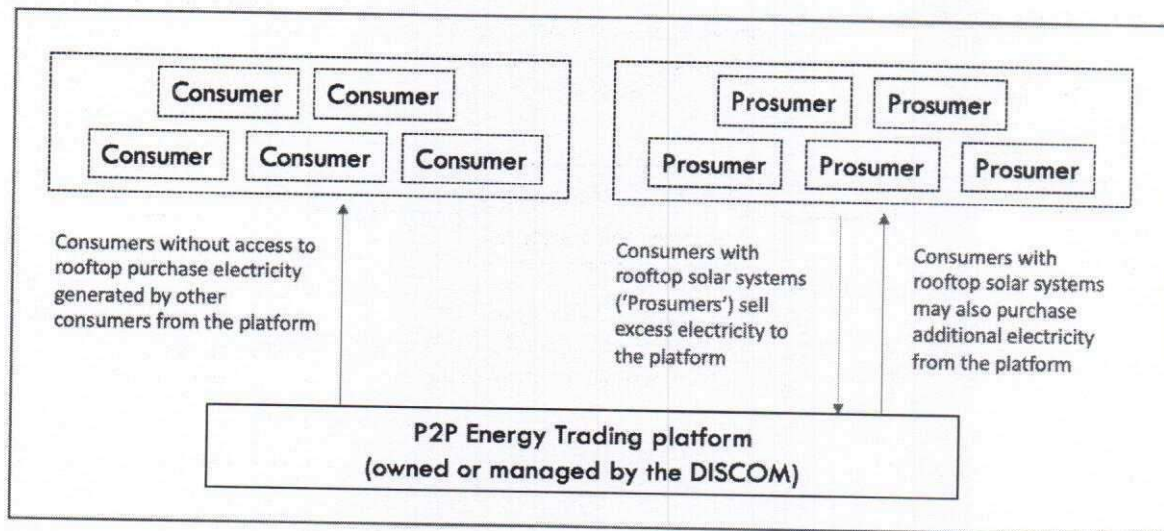 Consumer
Consumer
Consumer
Consumer
Consumer
Prosumer
Prosumer
Prosumer
Prosumer
Prosumer
Consumers without access to
rooftop purchase electricity
generated by other
consumers from the platform
Consumers with
rooftop solar systems
('Prosumers') sell
excess electricity to
the platform
Consumers with
rooftop solar systems
may also purchase
additional electricity
from the platform
P2P Energy Trading platform
(owned or managed by the DISCOM)